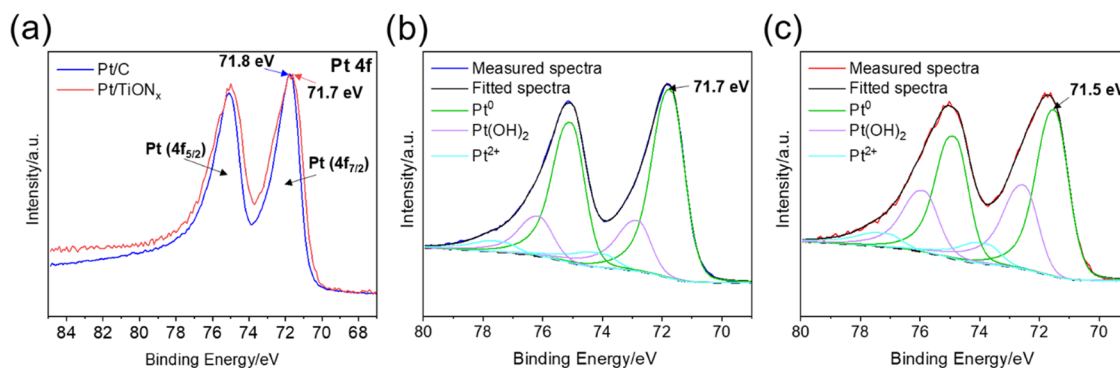 (a)
71.8 eV
Pt 4f
71.7 eV
Pt/C
Pt/TiONₓ
Pt (4f₅/₂)
Pt (4f₇/₂)
Intensity/a.u.
84 82 80 78 76 74 72 70 68
Binding Energy/eV
(b)
Measured spectra
Fitted spectra
Pt⁰
Pt(OH)₂
Pt²⁺
71.7 eV
Intensity/a.u.
80 78 76 74 72 70
Binding Energy/eV
(c)
Measured spectra
Fitted spectra
Pt⁰
Pt(OH)₂
Pt²⁺
71.5 eV
Intensity/a.u.
80 78 76 74 72 70
Binding Energy/eV